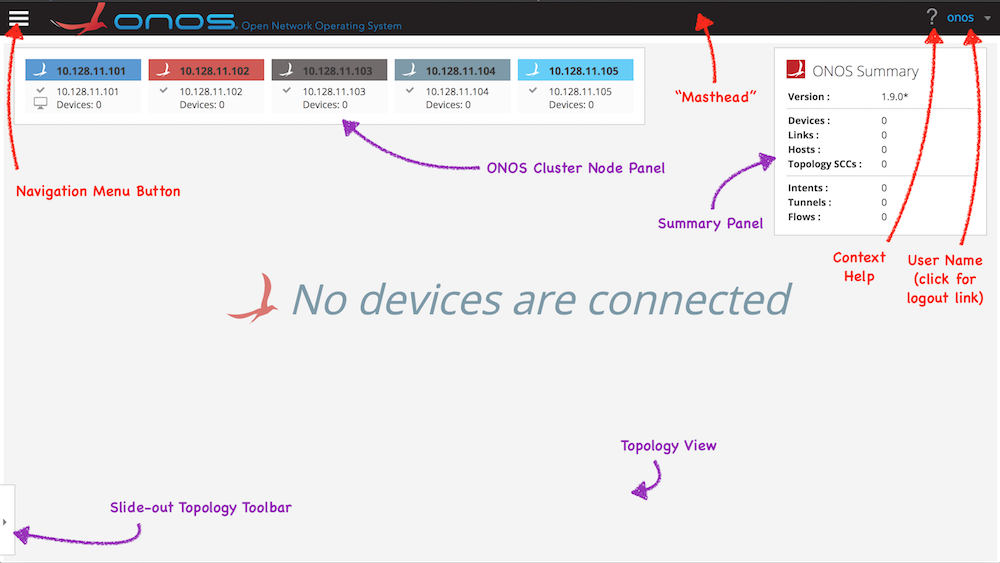 onos Open Network Operating System
? onos
10.128.11.101 10.128.11.102 10.128.11.103 10.128.11.104 10.128.11.105
10.128.11.101 10.128.11.102 10.128.11.103 10.128.11.104 10.128.11.105
Devices: 0 Devices: 0 Devices: 0 Devices: 0 Devices: 0
"Masthead"
ONOS Summary
Version : 1.9.0*
Devices : 0
Links : 0
Hosts : 0
Topology SCCs : 0
Intents : 0
Tunnels : 0
Flows : 0
ONOS Cluster Node Panel
Navigation Menu Button
Summary Panel
Context
Help
User Name
(click for
logout link)
No devices are connected
Topology View
Slide-out Topology Toolbar